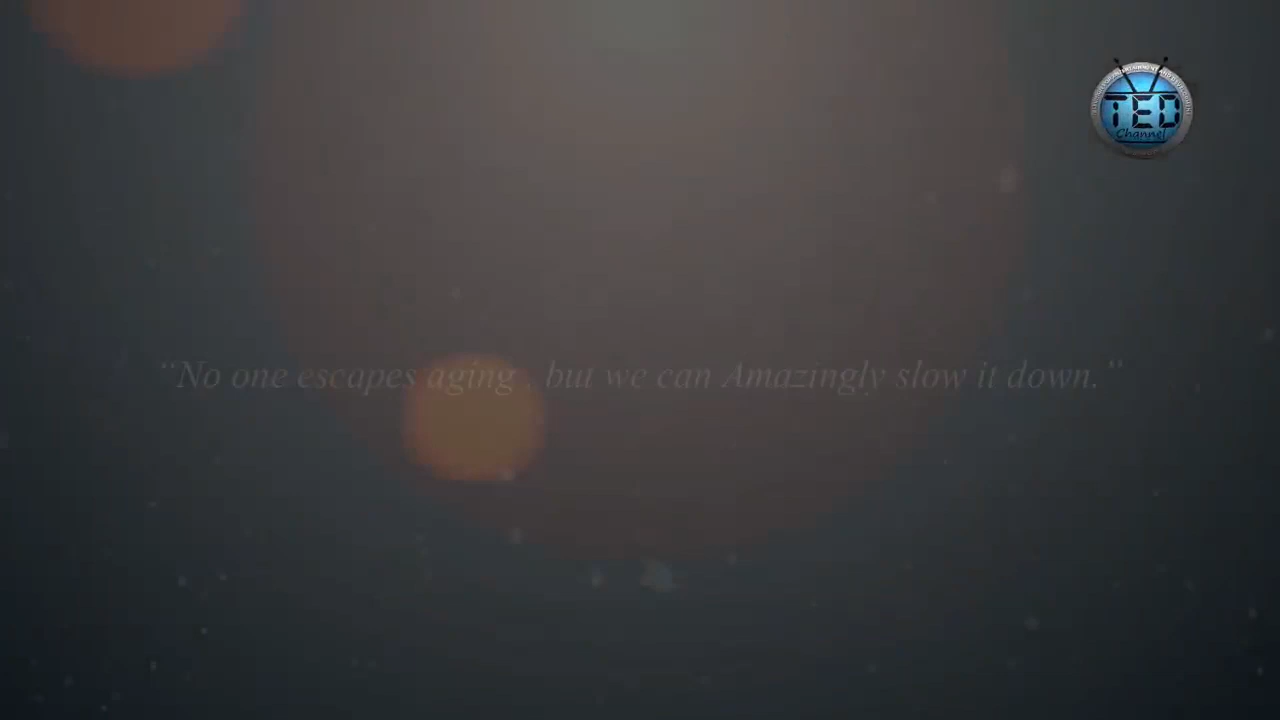 TED
Channel
“No one escapes aging , but we can Amazingly slow it down.”